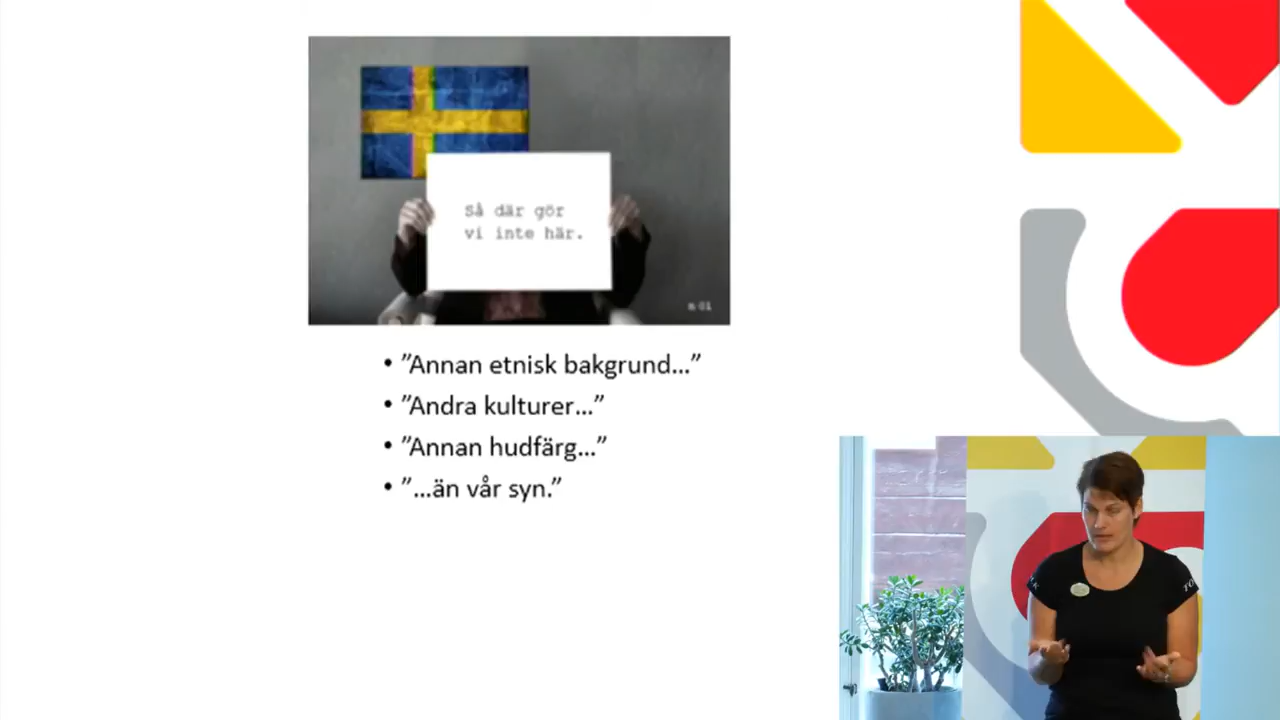 Så där gör
vi inte här.
• ”Annan etnisk bakgrund...”
• ”Andra kulturer...”
• ”Annan hudfärg...”
• ”...än vår syn.”